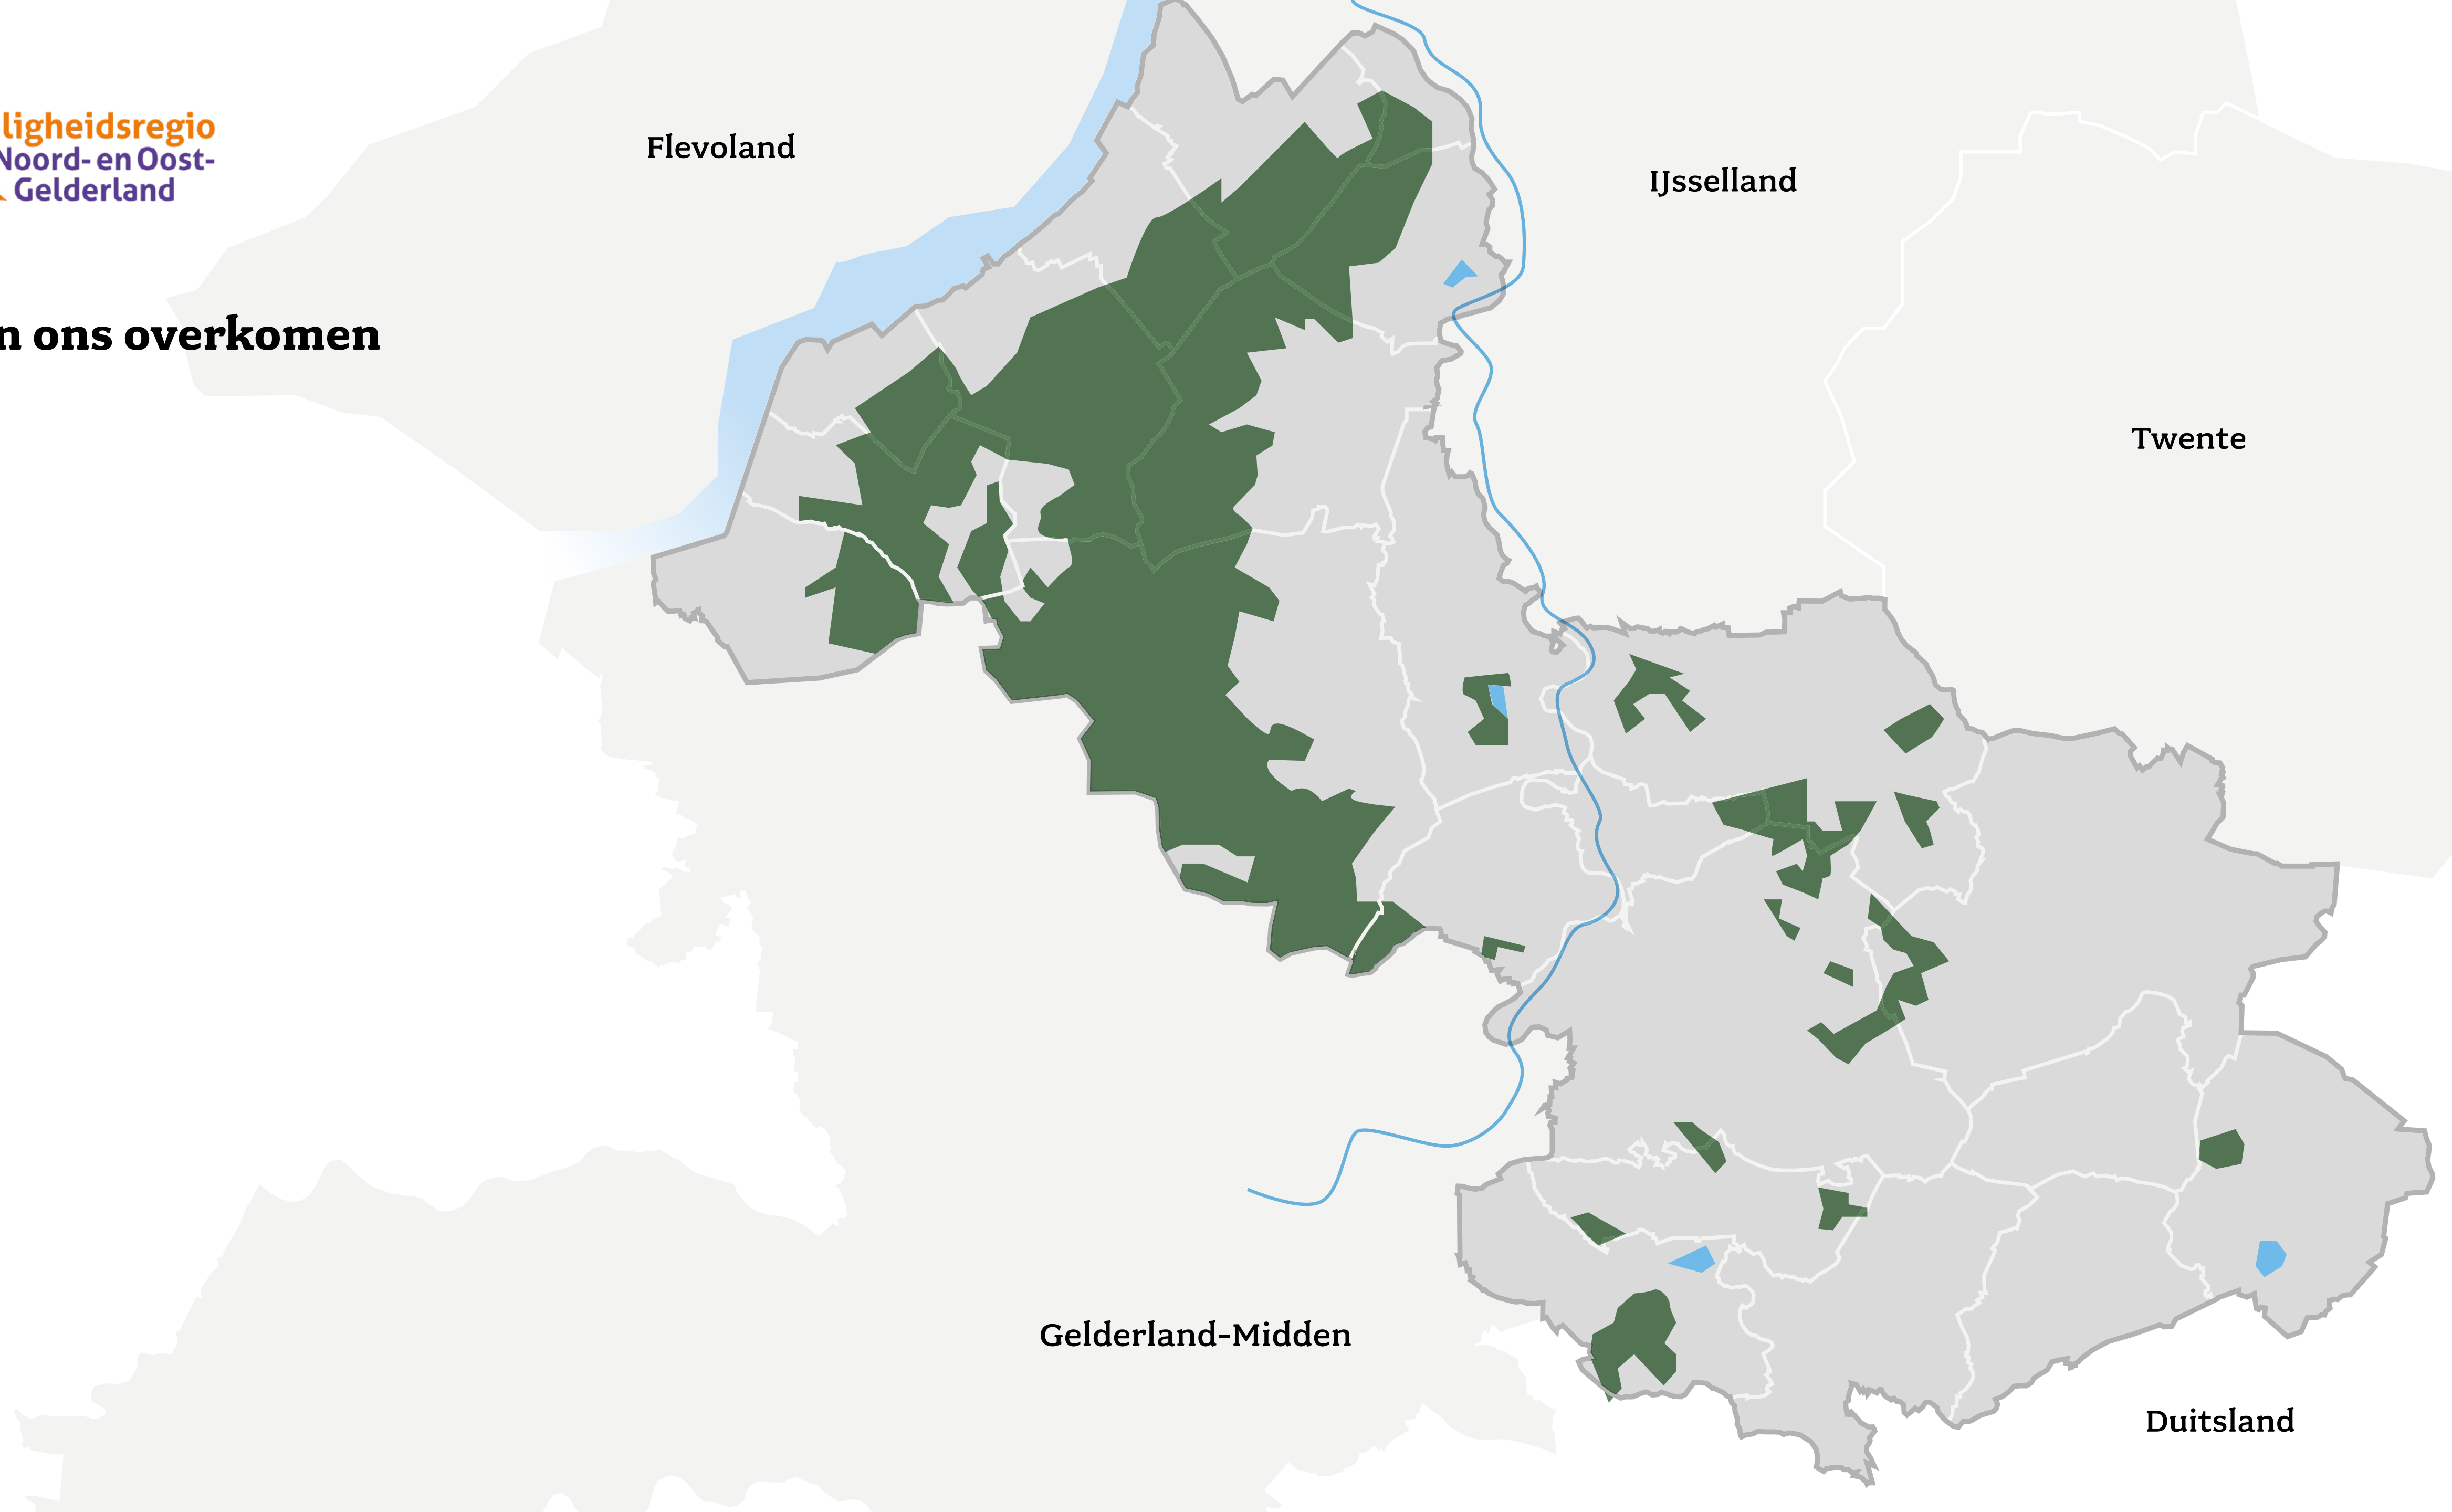 ligheidsregio
Noord- en Oost-
Gelderland
n ons overkomen
Flevoland
IJsselland
Twente
Gelderland-Midden
Duitsland